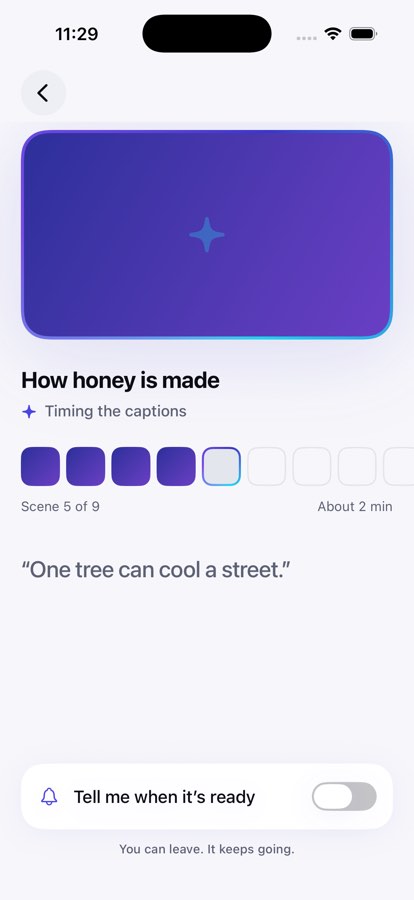 11:29
How honey is made
Timing the captions
Scene 5 of 9
About 2 min
“One tree can cool a street.”
Tell me when it’s ready
You can leave. It keeps going.